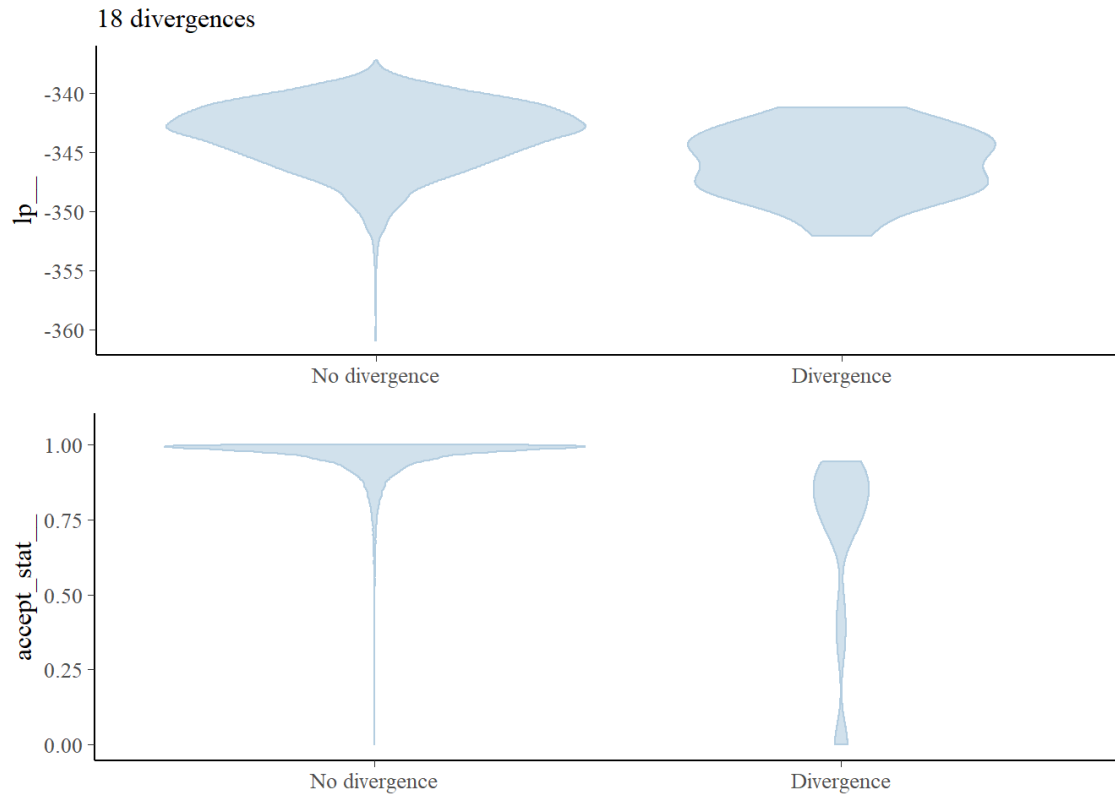 18 divergences
lp__
-340
-345
-350
-355
-360
No divergence
Divergence
accept_stat__
1.00
0.75
0.50
0.25
0.00
No divergence
Divergence